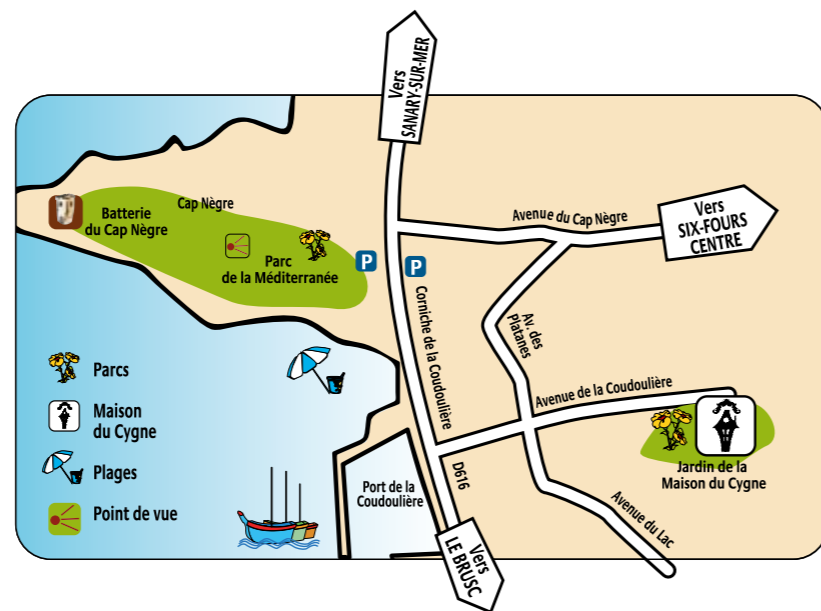 Vers
SANARY-SUR-MER
Cap Nègre
Batterie
du Cap Nègre
Parc
de la Méditerranée
P
P
Avenue du Cap Nègre
Vers
SIX-FOURS
CENTRE
Corniche de la Coudoulière
Av. des
Platanes
Avenue de la Coudoulière
Jardin de la
Maison du Cygne
Parcs
Maison
du Cygne
Plages
Point de vue
Port de la
Coudoulière
D616
Avenue du Lac
Vers
LE BRUSC